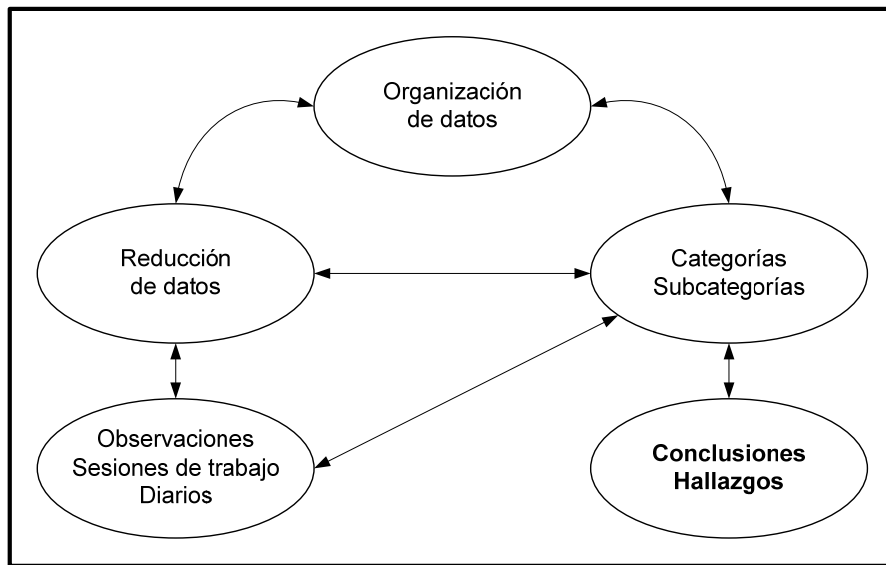 Organización
de datos
Reducción
de datos
Categorías
Subcategorías
Observaciones
Sesiones de trabajo
Diarios
Conclusiones
Hallazgos